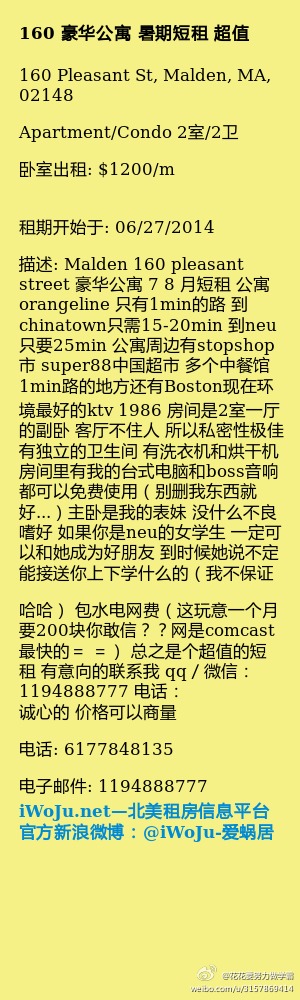 160 豪华公寓 暑期短租 超值
160 Pleasant St, Malden, MA,
02148
Apartment/Condo 2室/2卫
卧室出租: $1200/m
租期开始于: 06/27/2014
描述: Malden 160 pleasant
street 豪华公寓 7 8 月短租 公寓
orangeline 只有1min的路 到
chinatown只需15-20min 到neu
只要25min 公寓周边有stopshop
市 super88中国超市 多个中餐馆
1min路的地方还有Boston现在环
境最好的ktv 1986 房间是2室一厅
的副卧 客厅不住人 所以私密性极佳
有独立的卫生间 有洗衣机和烘干机
房间里有我的台式电脑和boss音响
都可以免费使用（别删我东西就
好...）主卧是我的表妹 没什么不良
嗜好 如果你是neu的女学生 一定可
以和她成为好朋友 到时候她说不定
能接送你上下学什么的（我不保证
哈哈） 包水电网费（这玩意一个月
要200块你敢信？？网是comcast
最快的＝ ＝） 总之是个超值的短
租 有意向的联系我 qq / 微信：
1194888777 电话：
诚心的 价格可以商量
电话: 6177848135
电子邮件: 1194888777
iWoJu.net—北美租房信息平台
官方新浪微博：@iWoJu-爱蜗居
@花花要努力做学霸
weibo.com/u/3157869414